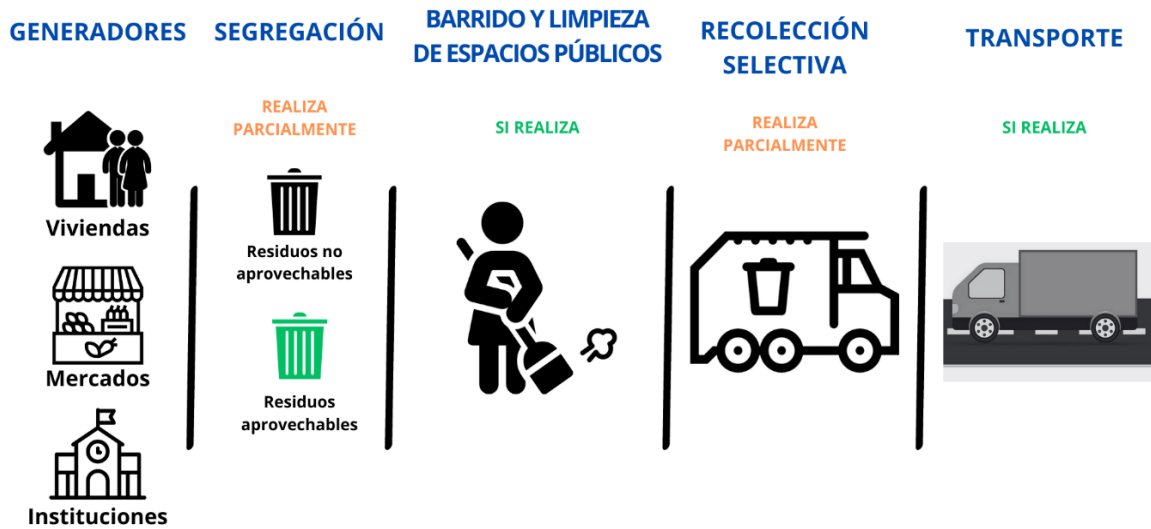 GENERADORES
Viviendas
Mercados
Instituciones
SEGREGACIÓN
REALIZA
PARCIALMENTE
Residuos no
aprovechables
Residuos
aprovechables
BARRIDO Y LIMPIEZA
DE ESPACIOS PÚBLICOS
SI REALIZA
RECOLECCIÓN
SELECTIVA
REALIZA
PARCIALMENTE
TRANSPORTE
SI REALIZA